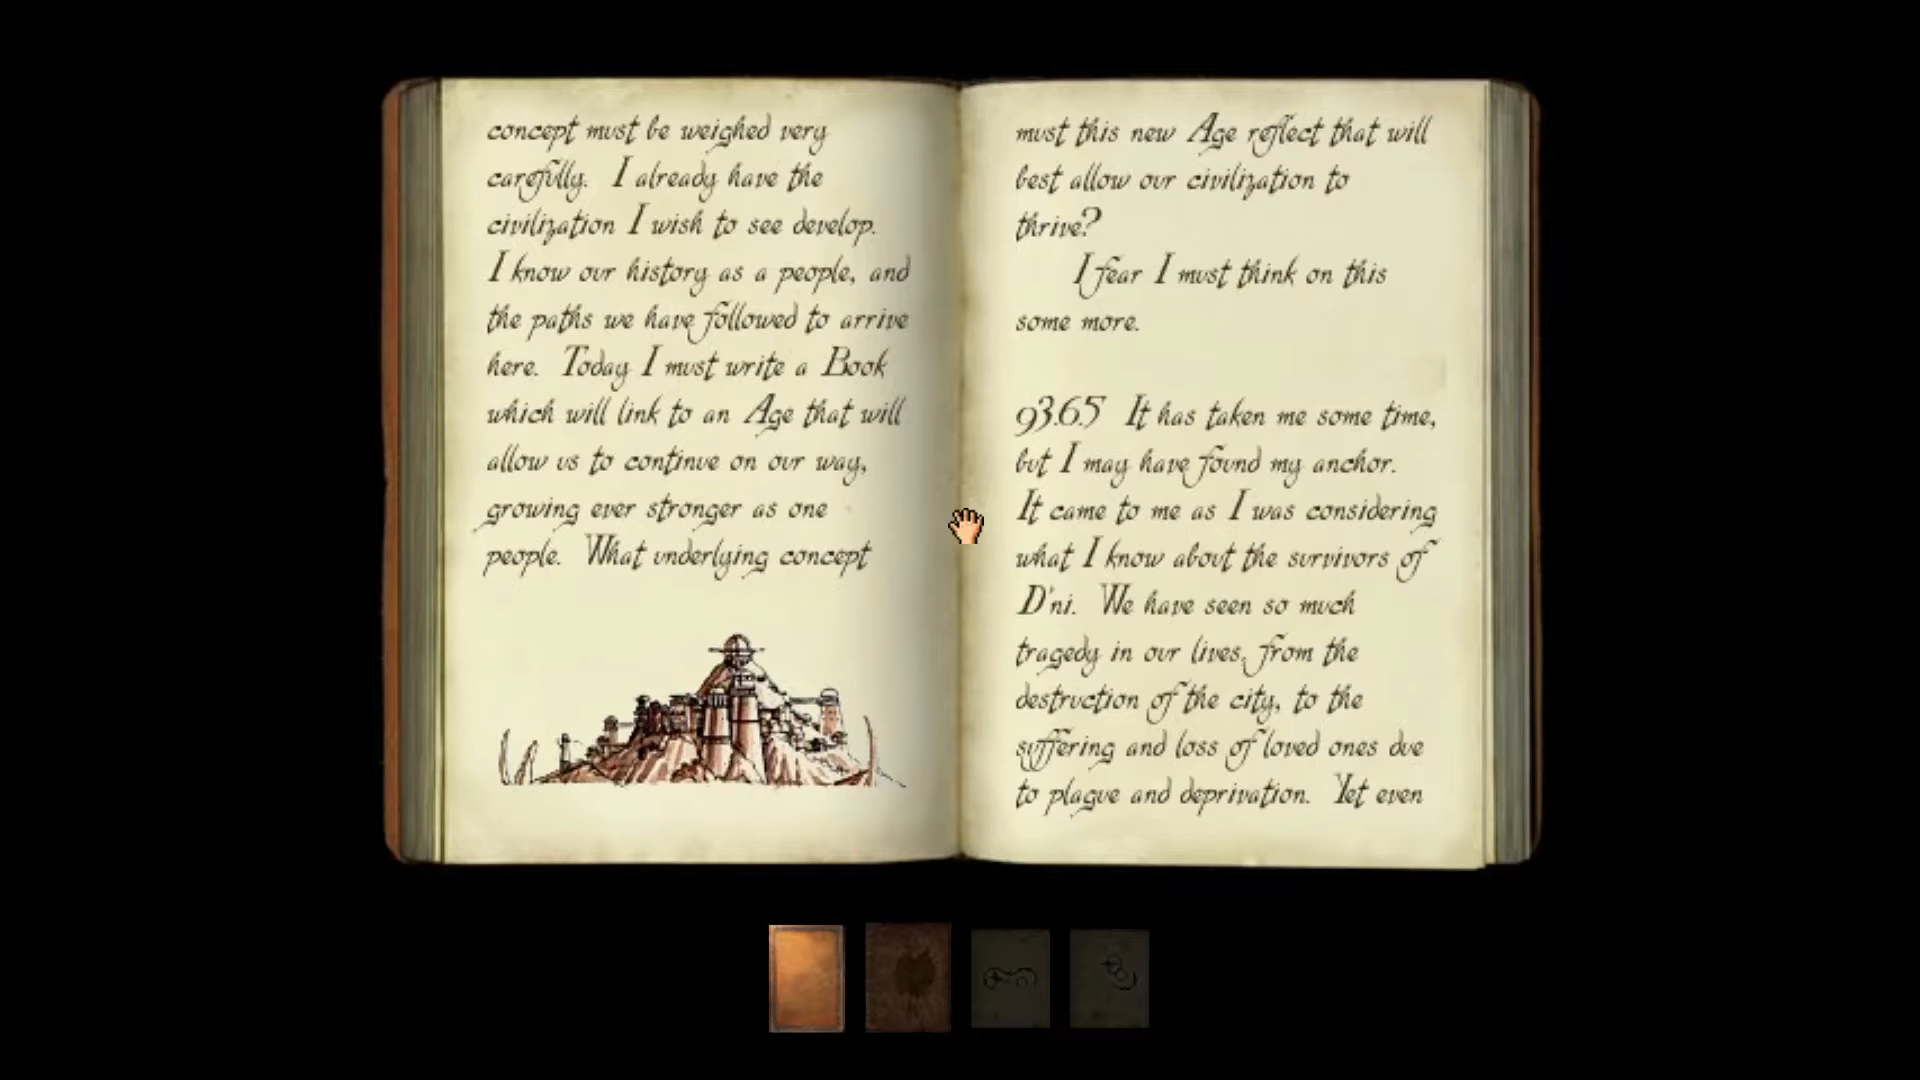 concept must be weighed very
carefully. I already have the
civilization I wish to see develop.
I know our history as a people, and
the paths we have followed to arrive
here. Today I must write a Book
which will link to an Age that will
allow us to continue on our way,
growing ever stronger as one
people. What underlying concept
must this new Age reflect that will
best allow our civilization to
thrive?
I fear I must think on this
some more.
93.6.5 It has taken me some time,
but I may have found my anchor.
It came to me as I was considering
what I know about the survivors of
D'ni. We have seen so much
tragedy in our lives, from the
destruction of the city, to the
suffering and loss of loved ones due
to plague and deprivation. Yet even